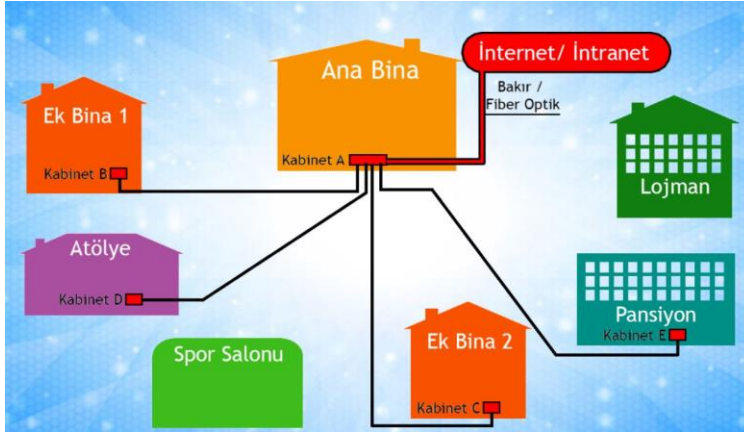 Ana Bina
İnternet/ İntranet
Bakır /
Fiber Optik
Kabinet A
Ek Bina 1
Kabinet B
Lojman
Atölye
Kabinet D
Pansiyon
Kabinet E
Spor Salonu
Ek Bina 2
Kabinet C